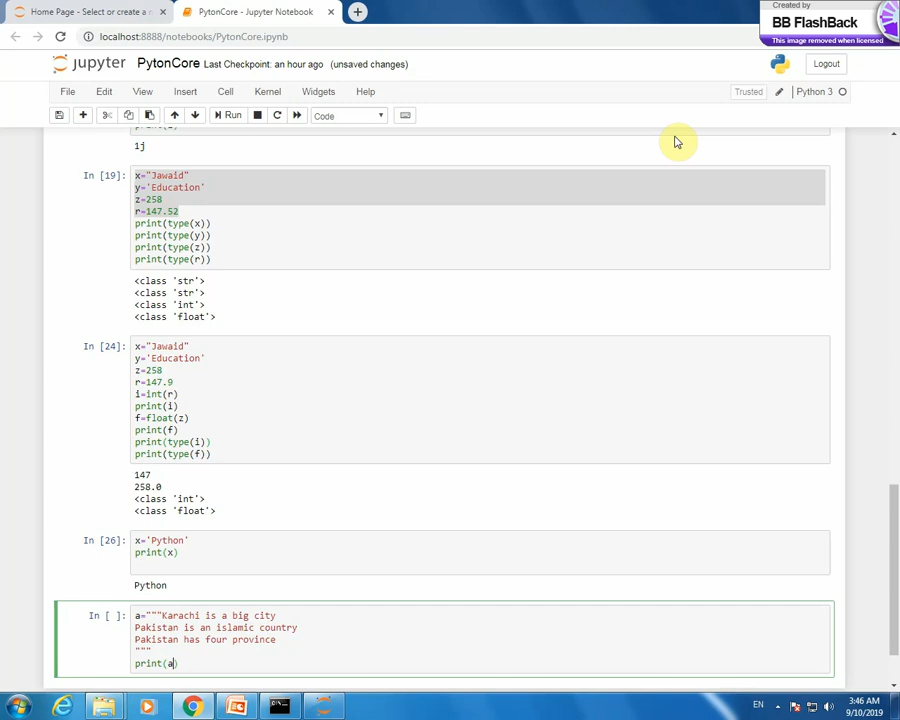 Home Page - Select or create a n
PytonCore - Jupyter Notebook
Created by
BB FlashBack
This image removed when licensed
localhost:8888/notebooks/PytonCore.ipynb
jupyter PytonCore Last Checkpoint: an hour ago (unsaved changes)
Logout
File Edit View Insert Cell Kernel Widgets Help
Trusted
Python 3
Run
Code
1j
In [19]:
x="Jawaid"
y='Education'
z=258
r=147.52
print(type(x))
print(type(y))
print(type(z))
print(type(r))
<class 'str'>
<class 'str'>
<class 'int'>
<class 'float'>
In [24]:
x="Jawaid"
y='Education'
z=258
r=147.9
i=int(r)
print(i)
f=float(z)
print(f)
print(type(i))
print(type(f))
147
258.0
<class 'int'>
<class 'float'>
In [26]:
x='Python'
print(x)
Python
In [ ]:
a="""Karachi is a big city
Pakistan is an islamic country
Pakistan has four province
"""
print(a)
EN
3:46 AM
9/10/2019